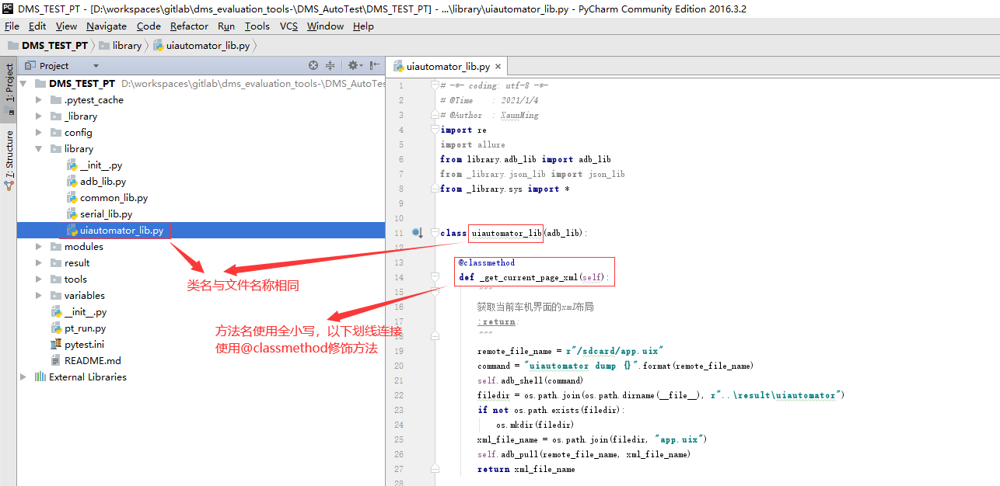 DMS_TEST_PT - [D:\workspaces\gitlab\dms_evaluation_tools-\DMS_AutoTest\DMS_TEST_PT] - ...\library\uiautomator_lib.py - PyCharm Community Edition 2016.3.2
File Edit View Navigate Code Refactor Run Tools VCS Window Help
DMS_TEST_PT library uiautomator_lib.py
1: Project
7: Structure
Project
DMS_TEST_PT D:\workspaces\gitlab\dms_evaluation_tools-\DMS_AutoTes
.pytest_cache
_library
config
library
__init__.py
adb_lib.py
common_lib.py
serial_lib.py
uiautomator_lib.py
modules
result
tools
variables
__init__.py
pt_run.py
pytest.ini
README.md
External Libraries
类名与文件名称相同
方法名使用全小写，以下划线连接
使用@classmethod修饰方法
uiautomator_lib.py
1 # -*- coding: utf-8 -*-
2 # @Time : 2021/1/4
3 # @Author : XaunMing
4 import re
5 import allure
6 from library.adb_lib import adb_lib
7 from _library.json_lib import json_lib
8 from _library.sys import *
9
10
11 class uiautomator_lib(adb_lib):
12
13 @classmethod
14 def _get_current_page_xml(self):
15 """
16 获取当前车机界面的xml布局
17 :return:
18 """
19 remote_file_name = r"/sdcard/app.uix"
20 command = "uiautomator dump {}".format(remote_file_name)
21 self.adb_shell(command)
22 filedir = os.path.join(os.path.dirname(__file__), r"..\result\uiautomator")
23 if not os.path.exists(filedir):
24 os.mkdir(filedir)
25 xml_file_name = os.path.join(filedir, "app.uix")
26 self.adb_pull(remote_file_name, xml_file_name)
27 return xml_file_name
28